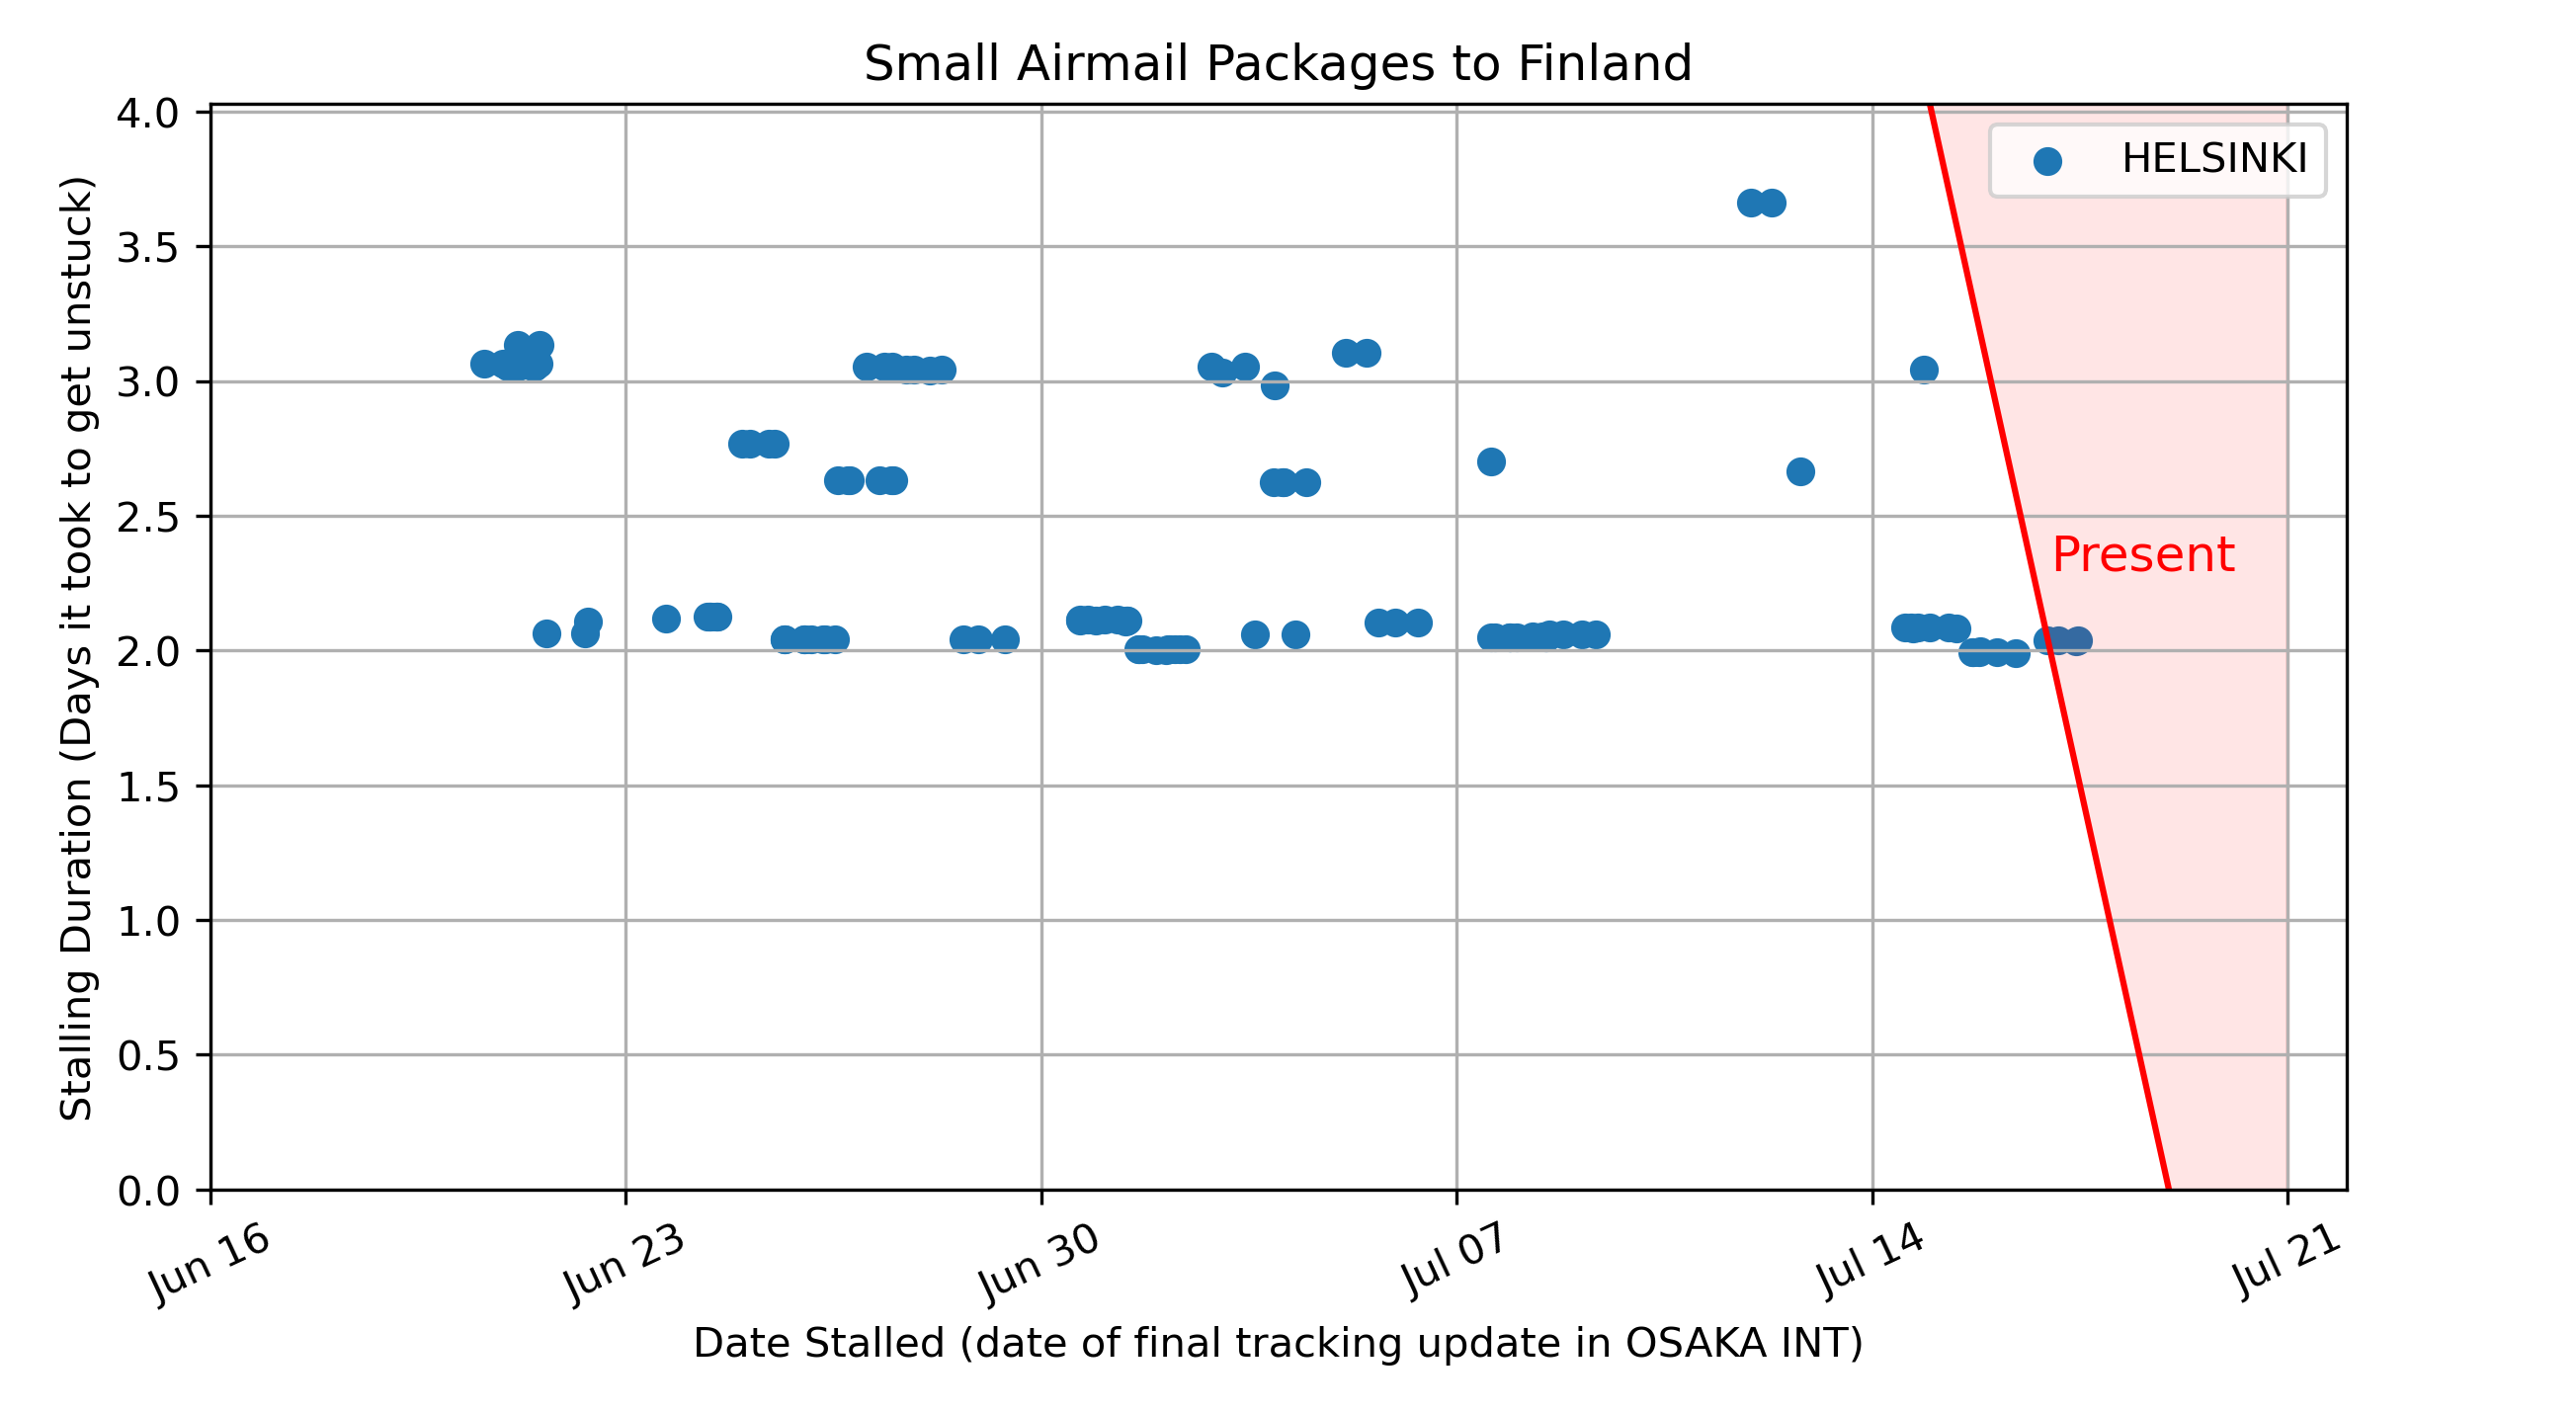 Small Airmail Packages to Finland
Stalling Duration (Days it took to get unstuck)
4.0
3.5
3.0
2.5
2.0
1.5
1.0
0.5
0.0
HELSINKI
Present
Jun 16
Jun 23
Jun 30
Jul 07
Jul 14
Jul 21
Date Stalled (date of final tracking update in OSAKA INT)